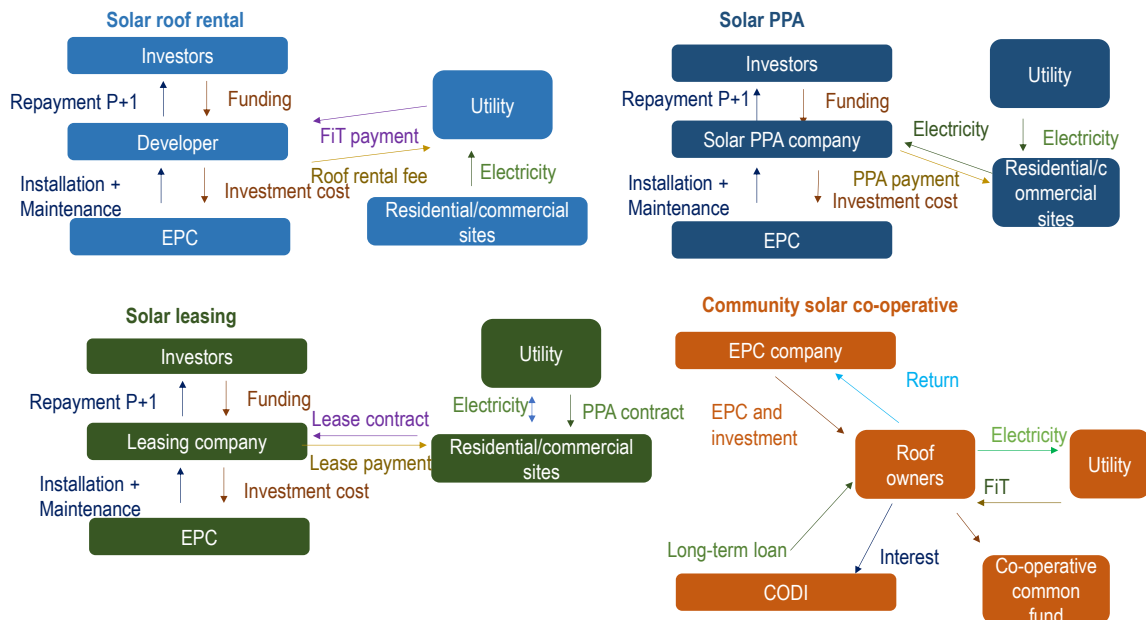 Solar roof rental
Investors
Repayment P+1
Funding
Developer
Installation +
Maintenance
Investment cost
EPC
FiT payment
Roof rental fee
Utility
Electricity
Residential/commercial
sites
Solar PPA
Investors
Repayment P+1
Funding
Solar PPA company
Installation +
Maintenance
PPA payment
Investment cost
EPC
Utility
Electricity
Electricity
Residential/c
ommercial
sites
Solar leasing
Investors
Repayment P+1
Funding
Leasing company
Installation +
Maintenance
Investment cost
EPC
Lease contract
Lease payment
Utility
Electricity
PPA contract
Residential/commercial
sites
Community solar co-operative
EPC company
Return
EPC and
investment
Roof
owners
Electricity
FiT
Utility
Long-term loan
Interest
CODI
Co-operative
common
fund